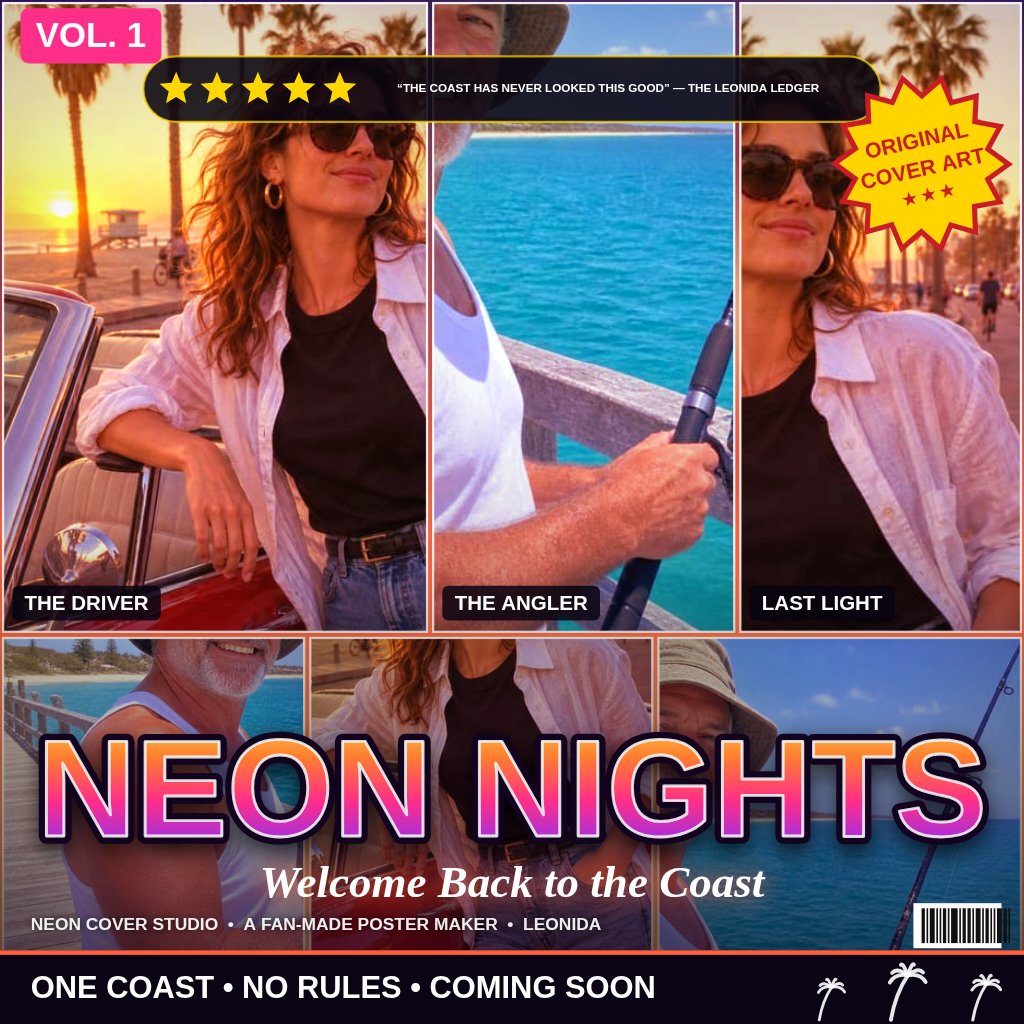 VOL. 1
“THE COAST HAS NEVER LOOKED THIS GOOD” — THE LEONIDA LEDGER
ORIGINAL
COVER ART
THE DRIVER
THE ANGLER
LAST LIGHT
NEON NIGHTS
Welcome Back to the Coast
NEON COVER STUDIO • A FAN-MADE POSTER MAKER • LEONIDA
ONE COAST • NO RULES • COMING SOON